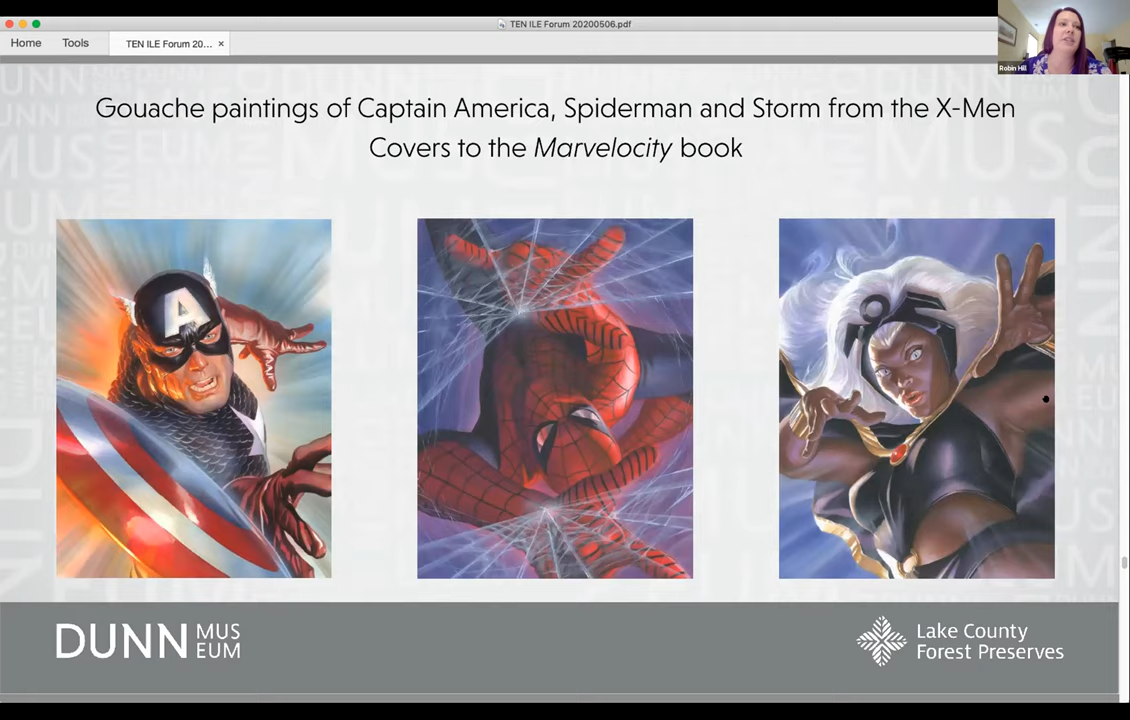 TEN ILE Forum 20200506.pdf
Home Tools TEN ILE Forum 20... ×
Robin Hill
Gouache paintings of Captain America, Spiderman and Storm from the X-Men
Covers to the Marvelocity book
A
DUNN MUS
EUM
Lake County
Forest Preserves